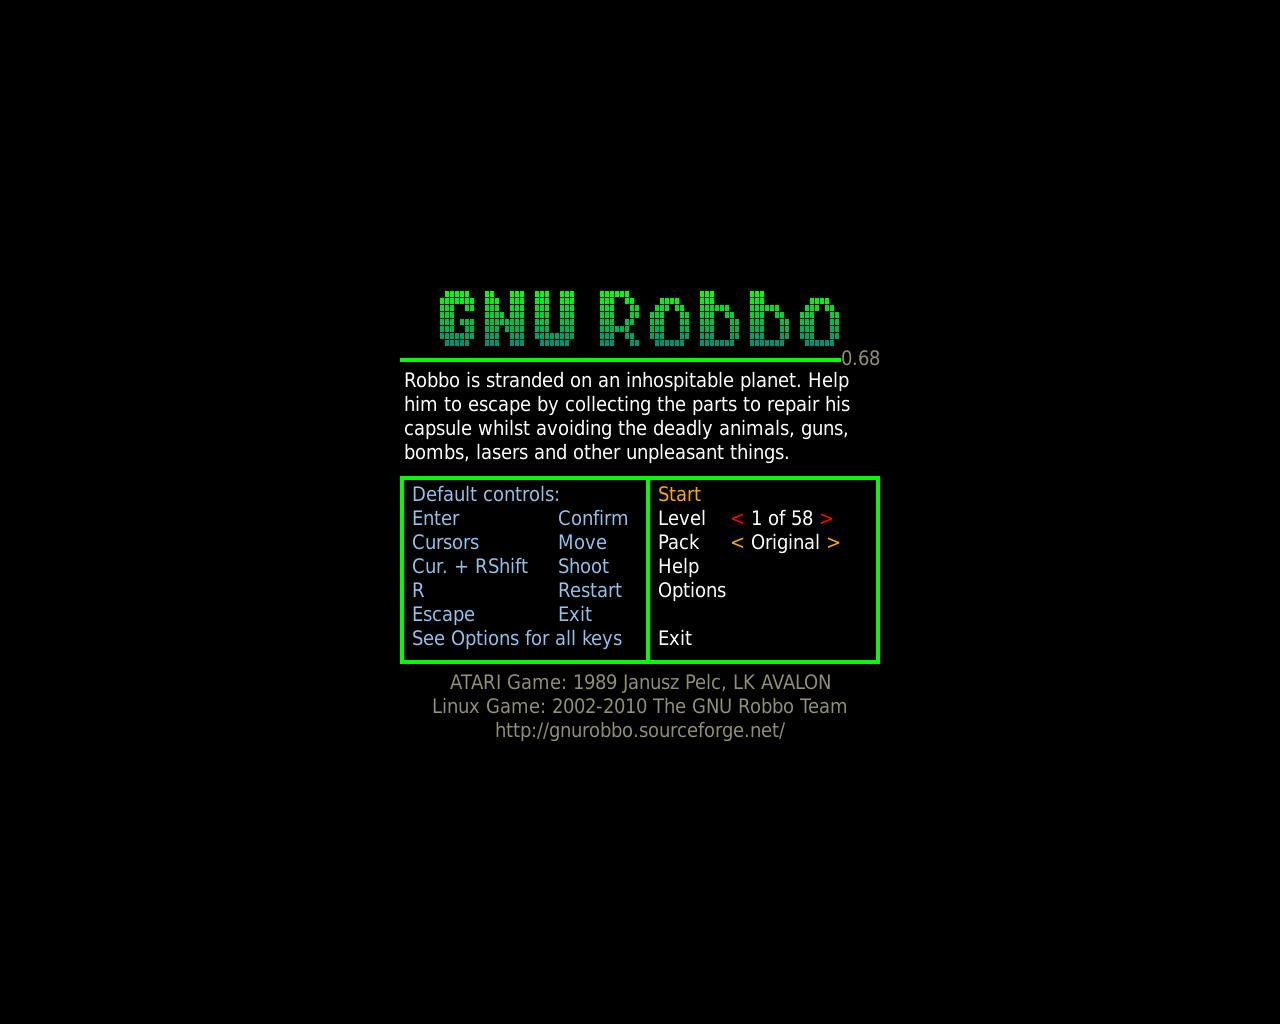 GNU Robbo
0.68
Robbo is stranded on an inhospitable planet. Help
him to escape by collecting the parts to repair his
capsule whilst avoiding the deadly animals, guns,
bombs, lasers and other unpleasant things.
Default controls:
Enter Confirm
Cursors Move
Cur. + RShift Shoot
R Restart
Escape Exit
See Options for all keys
Start
Level < 1 of 58 >
Pack < Original >
Help
Options
Exit
ATARI Game: 1989 Janusz Pelc, LK AVALON
Linux Game: 2002-2010 The GNU Robbo Team
http://gnurobbo.sourceforge.net/